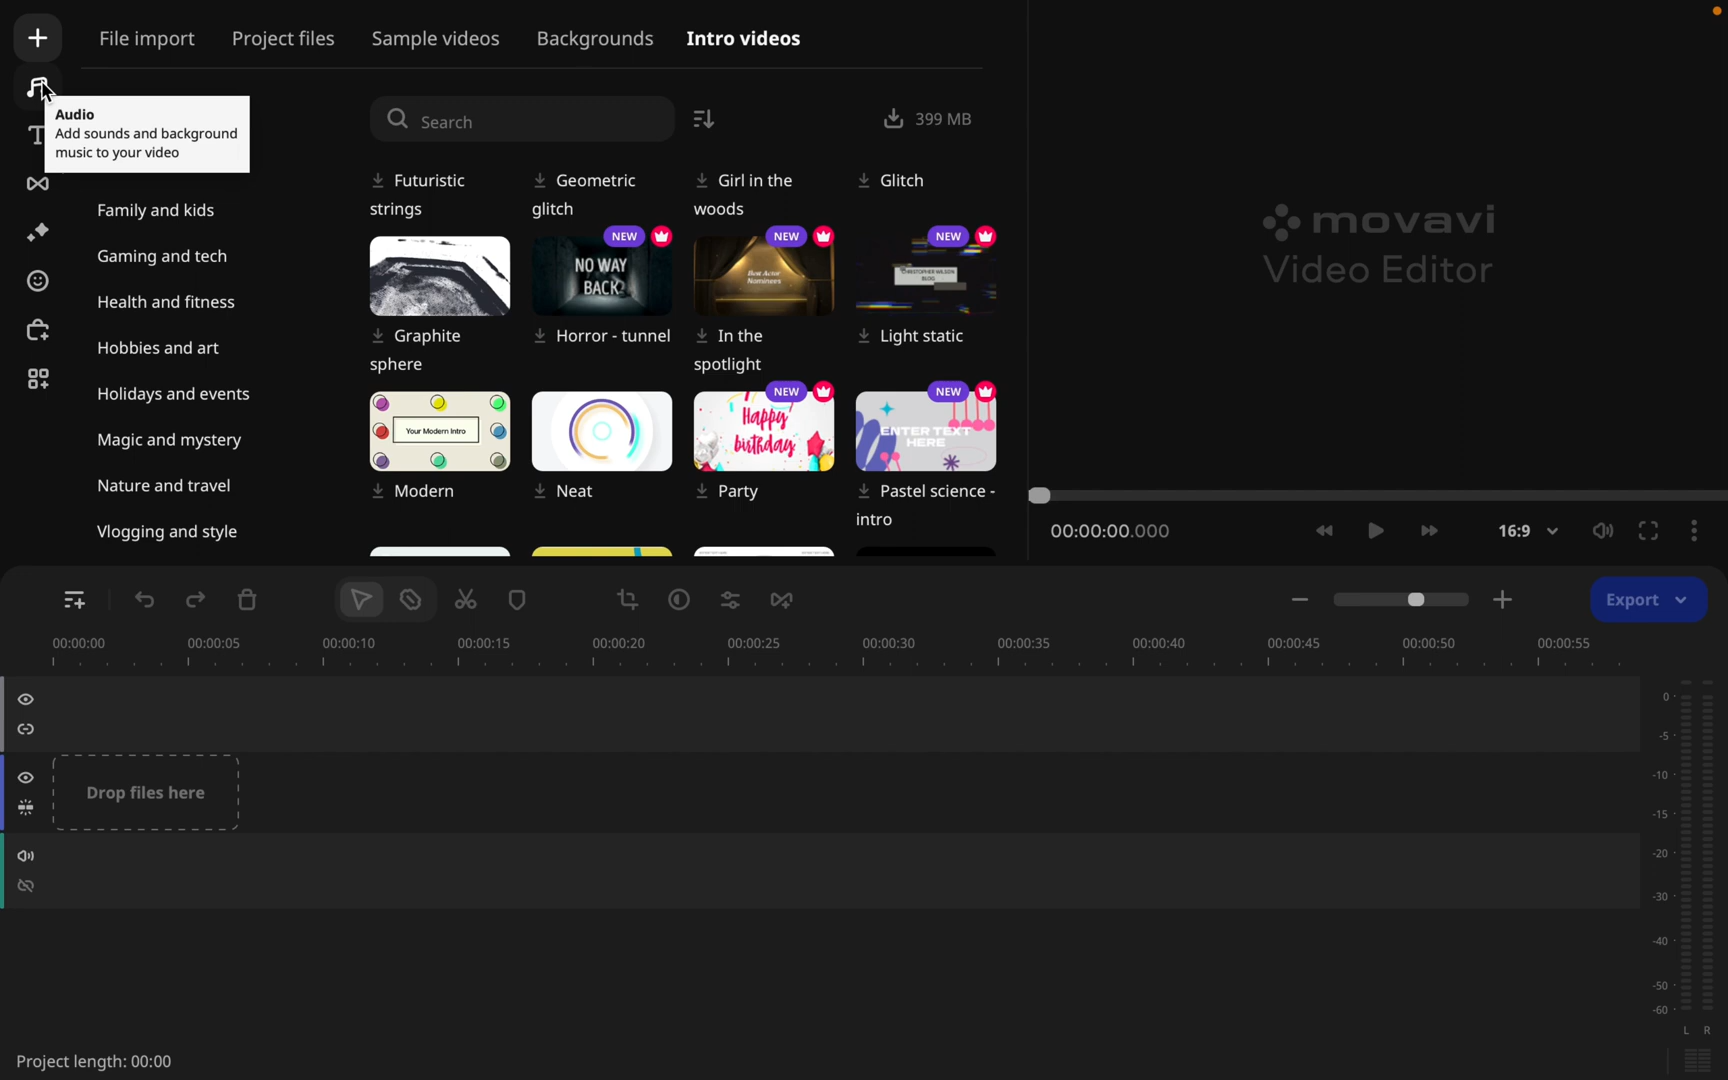 File import
Project files
Sample videos
Backgrounds
Intro videos
Audio
Add sounds and background
music to your video
Family and kids
Gaming and tech
Health and fitness
Hobbies and art
Holidays and events
Magic and mystery
Nature and travel
Vlogging and style
Search
399 MB
Futuristic
strings
Geometric
glitch
Girl in the
woods
Glitch
Graphite
sphere
NEW
NO WAY
BACK
Horror - tunnel
NEW
Best Actor
Nominees
In the
spotlight
NEW
CHRISTOPHER WILSON
BLOG
Light static
Your Modern Intro
Modern
Neat
NEW
Happy
birthday
Party
NEW
ENTER TEXT
HERE
Pastel science -
intro
movavi
Video Editor
00:00:00.000
16:9
Export
00:00:00
00:00:05
00:00:10
00:00:15
00:00:20
00:00:25
00:00:30
00:00:35
00:00:40
00:00:45
00:00:50
00:00:55
Drop files here
0
-5
-10
-15
-20
-30
-40
-50
-60
L R
Project length: 00:00